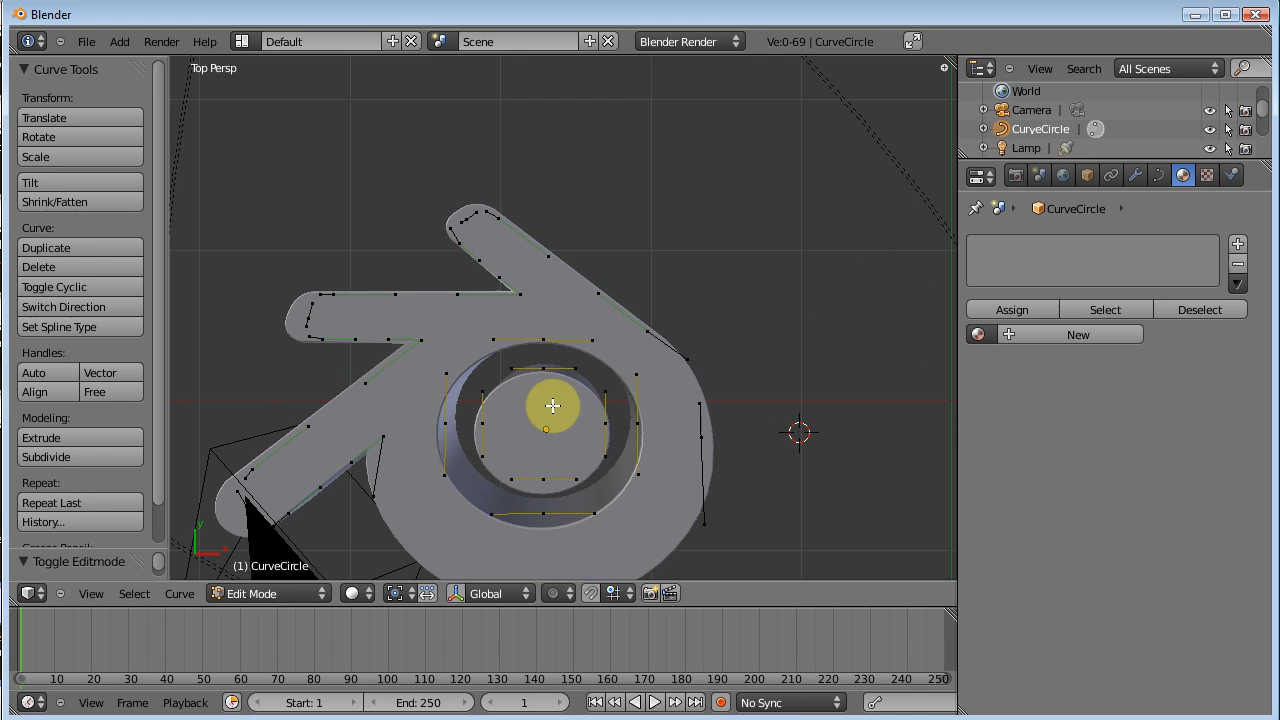 Blender
File Add Render Help Default Scene Blender Render Ve:0-69 | CurveCircle
Curve Tools
Transform:
Translate
Rotate
Scale
Tilt
Shrink/Fatten
Curve:
Duplicate
Delete
Toggle Cyclic
Switch Direction
Set Spline Type
Handles:
Auto Vector
Align Free
Modeling:
Extrude
Subdivide
Repeat:
Repeat Last
History...
Toggle Editmode
Top Persp
y
x
(1) CurveCircle
View Select Curve Edit Mode Global
10 20 30 40 50 60 70 80 90 100 110 120 130 140 150 160 170 180 190 200 210 220 230 240 250
View Frame Playback Start: 1 End: 250 1 No Sync
View Search All Scenes
World
Camera |
CurveCircle |
Lamp |
CurveCircle
Assign Select Deselect
New